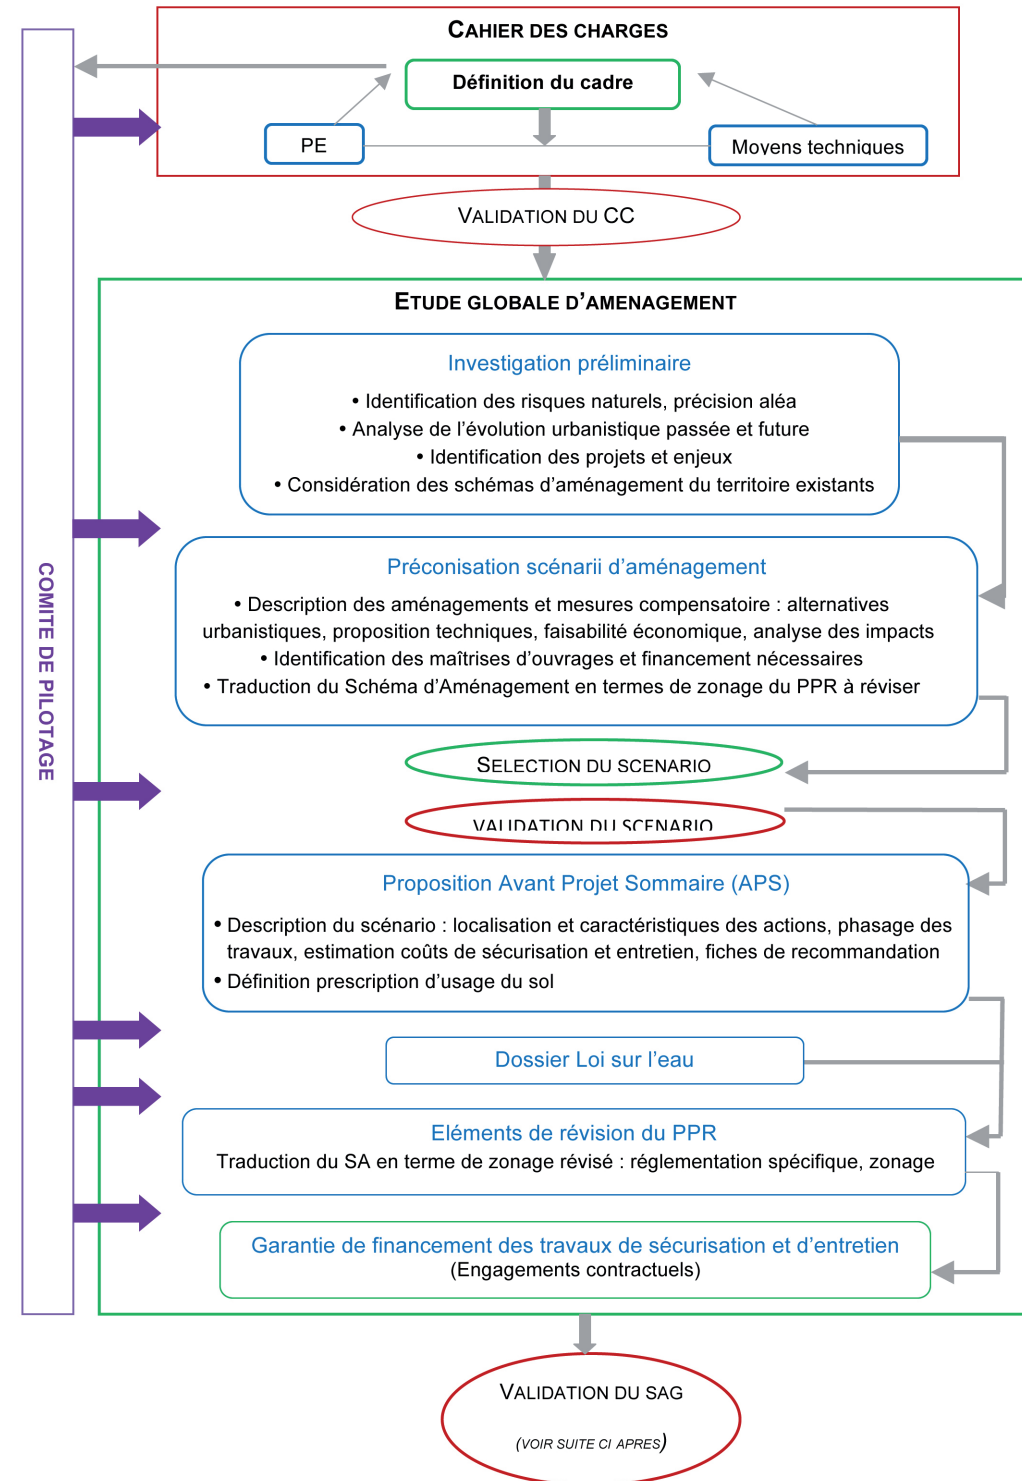 CAHIER DES CHARGES
Définition du cadre
PE
Moyens techniques
VALIDATION DU CC
ETUDE GLOBALE D'AMENAGEMENT
Investigation préliminaire
• Identification des risques naturels, précision aléa
• Analyse de l'évolution urbanistique passée et future
• Identification des projets et enjeux
• Considération des schémas d'aménagement du territoire existants
COMITE DE PILOTAGE
Préconisation scénarii d'aménagement
• Description des aménagements et mesures compensatoire : alternatives
urbanistiques, proposition techniques, faisabilité économique, analyse des impacts
• Identification des maîtrises d'ouvrages et financement nécessaires
• Traduction du Schéma d'Aménagement en termes de zonage du PPR à réviser
SELECTION DU SCENARIO
VALIDATION DU SCENARIO
Proposition Avant Projet Sommaire (APS)
• Description du scénario : localisation et caractéristiques des actions, phasage des
travaux, estimation coûts de sécurisation et entretien, fiches de recommandation
• Définition prescription d'usage du sol
Dossier Loi sur l'eau
Eléments de révision du PPR
Traduction du SA en terme de zonage révisé : réglementation spécifique, zonage
Garantie de financement des travaux de sécurisation et d'entretien
(Engagements contractuels)
VALIDATION DU SAG
(VOIR SUITE CI APRES)